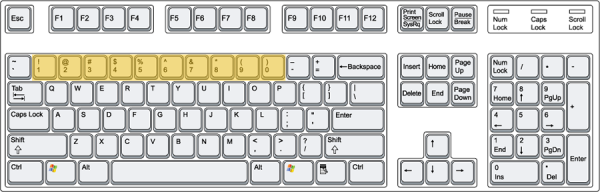 Esc F1 F2 F3 F4 F5 F6 F7 F8 F9 F10 F11 F12 Print Screen SysRq Scroll Lock Pause Break Num Lock Caps Lock Scroll Lock
~ ! @ # $ % ^ & * ( ) _ +
` 1 2 3 4 5 6 7 8 9 0 - = ←Backspace Insert Home Page Up Num Lock / * -
Tab Q W E R T Y U I O P { [ } ] | \ Delete End Page Down 7 Home 8 ↑ 9 PgUp +
Caps Lock A S D F G H J K L : ; " ' Enter 4 ← 5 6 →
Shift ⇧ Z X C V B N M < , > . ? / Shift ⇧ ↑ 1 End 2 ↓ 3 PgDn Enter
Ctrl Alt Alt Ctrl ← ↓ → 0 Ins . Del